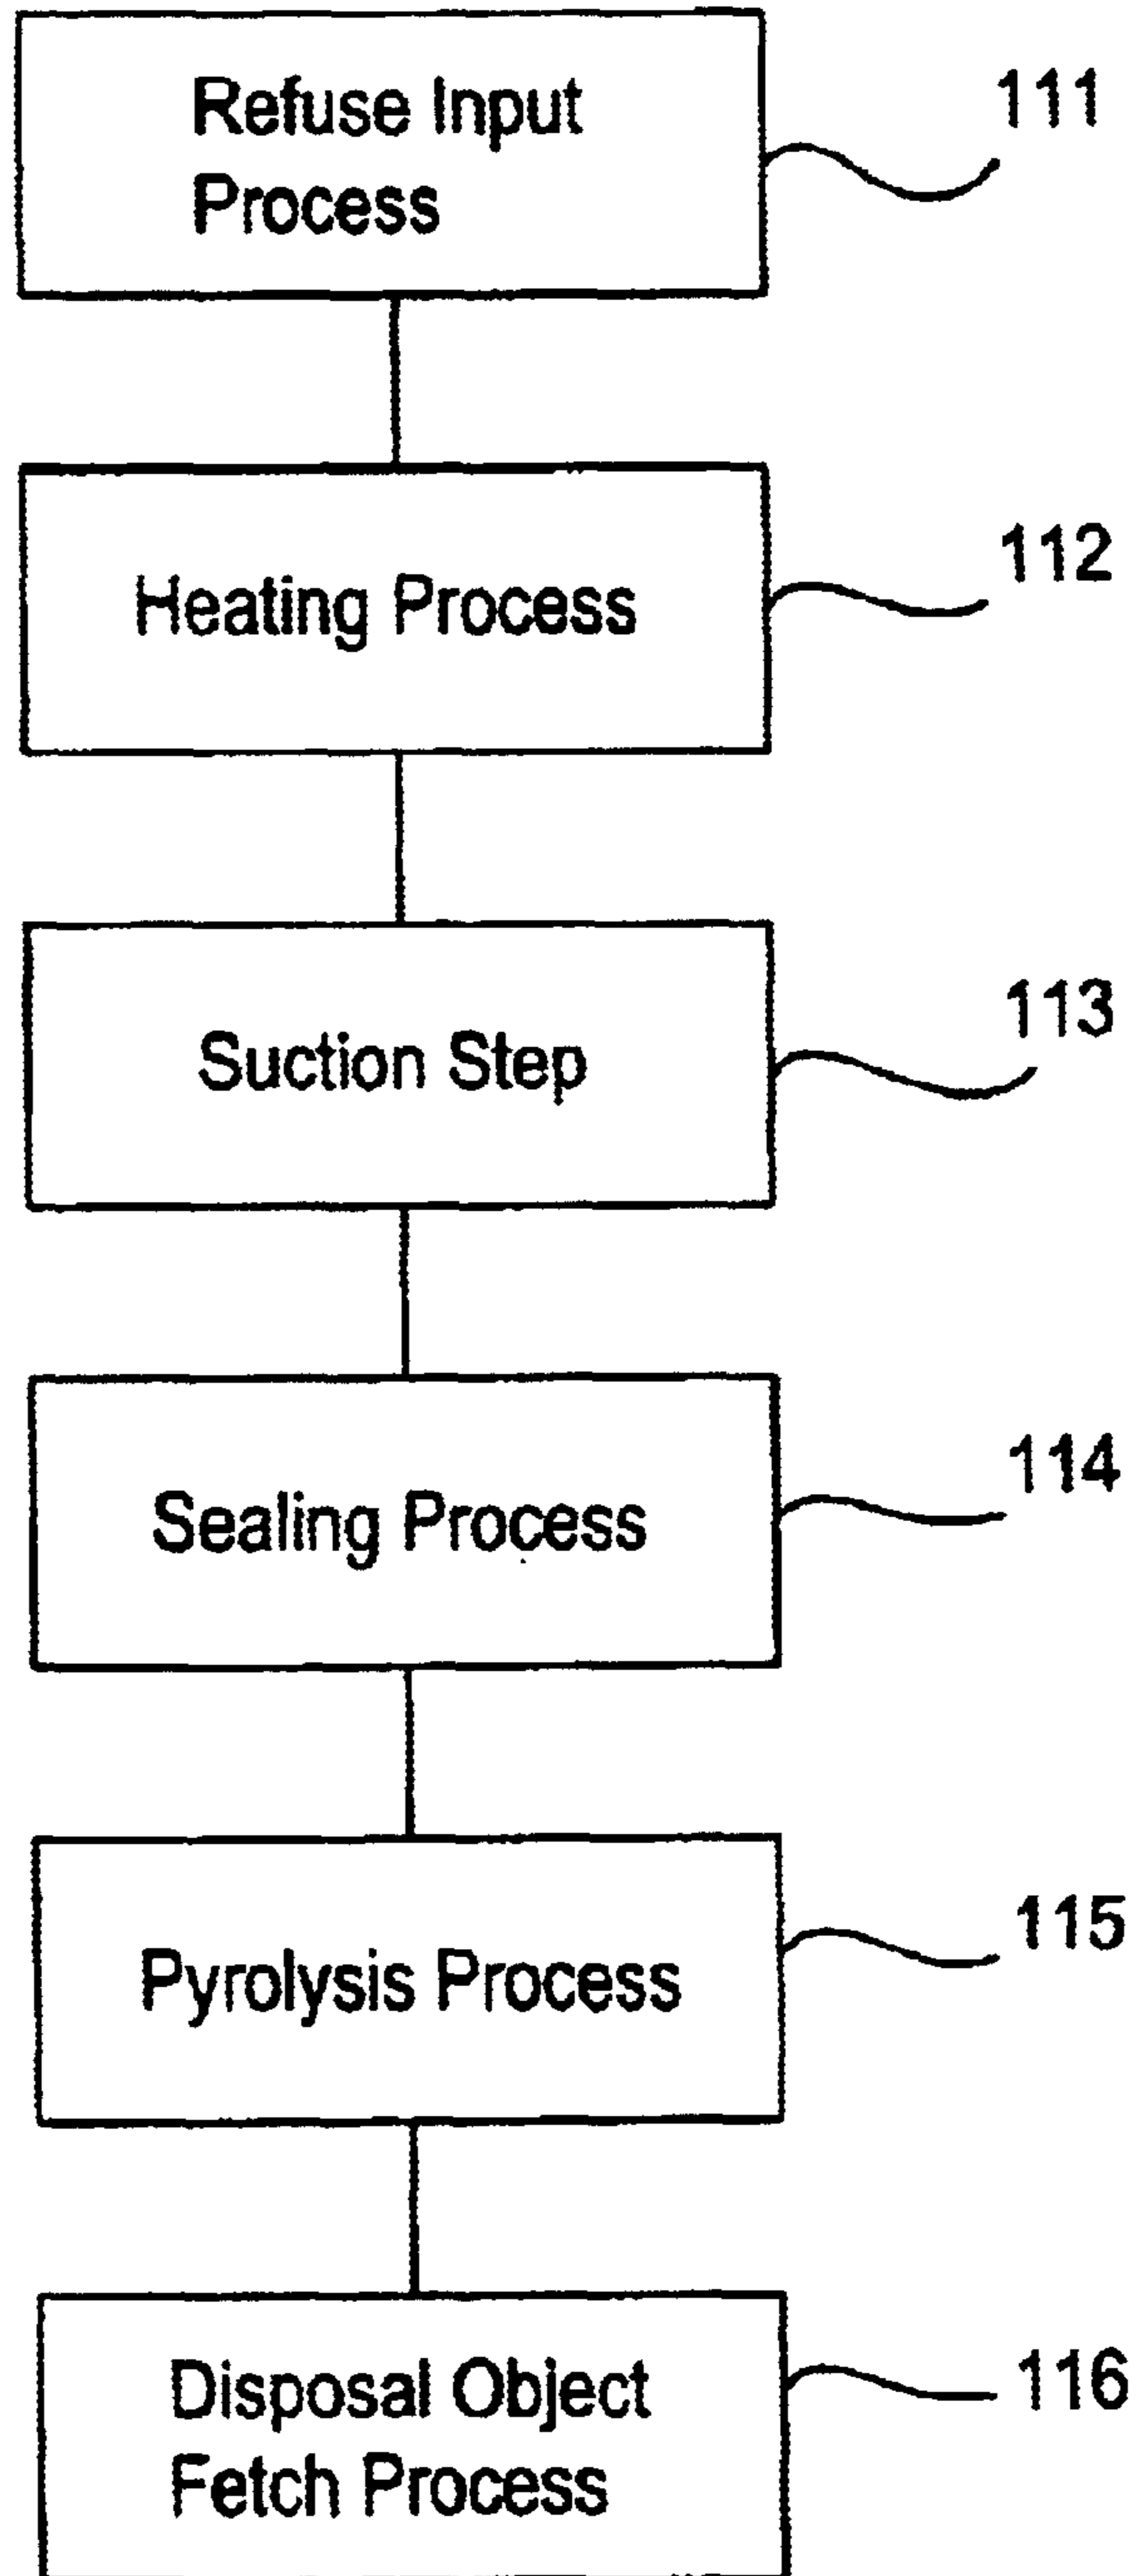 Refuse Input
Process
111
Heating Process
112
Suction Step
113
Sealing Process
114
Pyrolysis Process
115
Disposal Object
Fetch Process
116